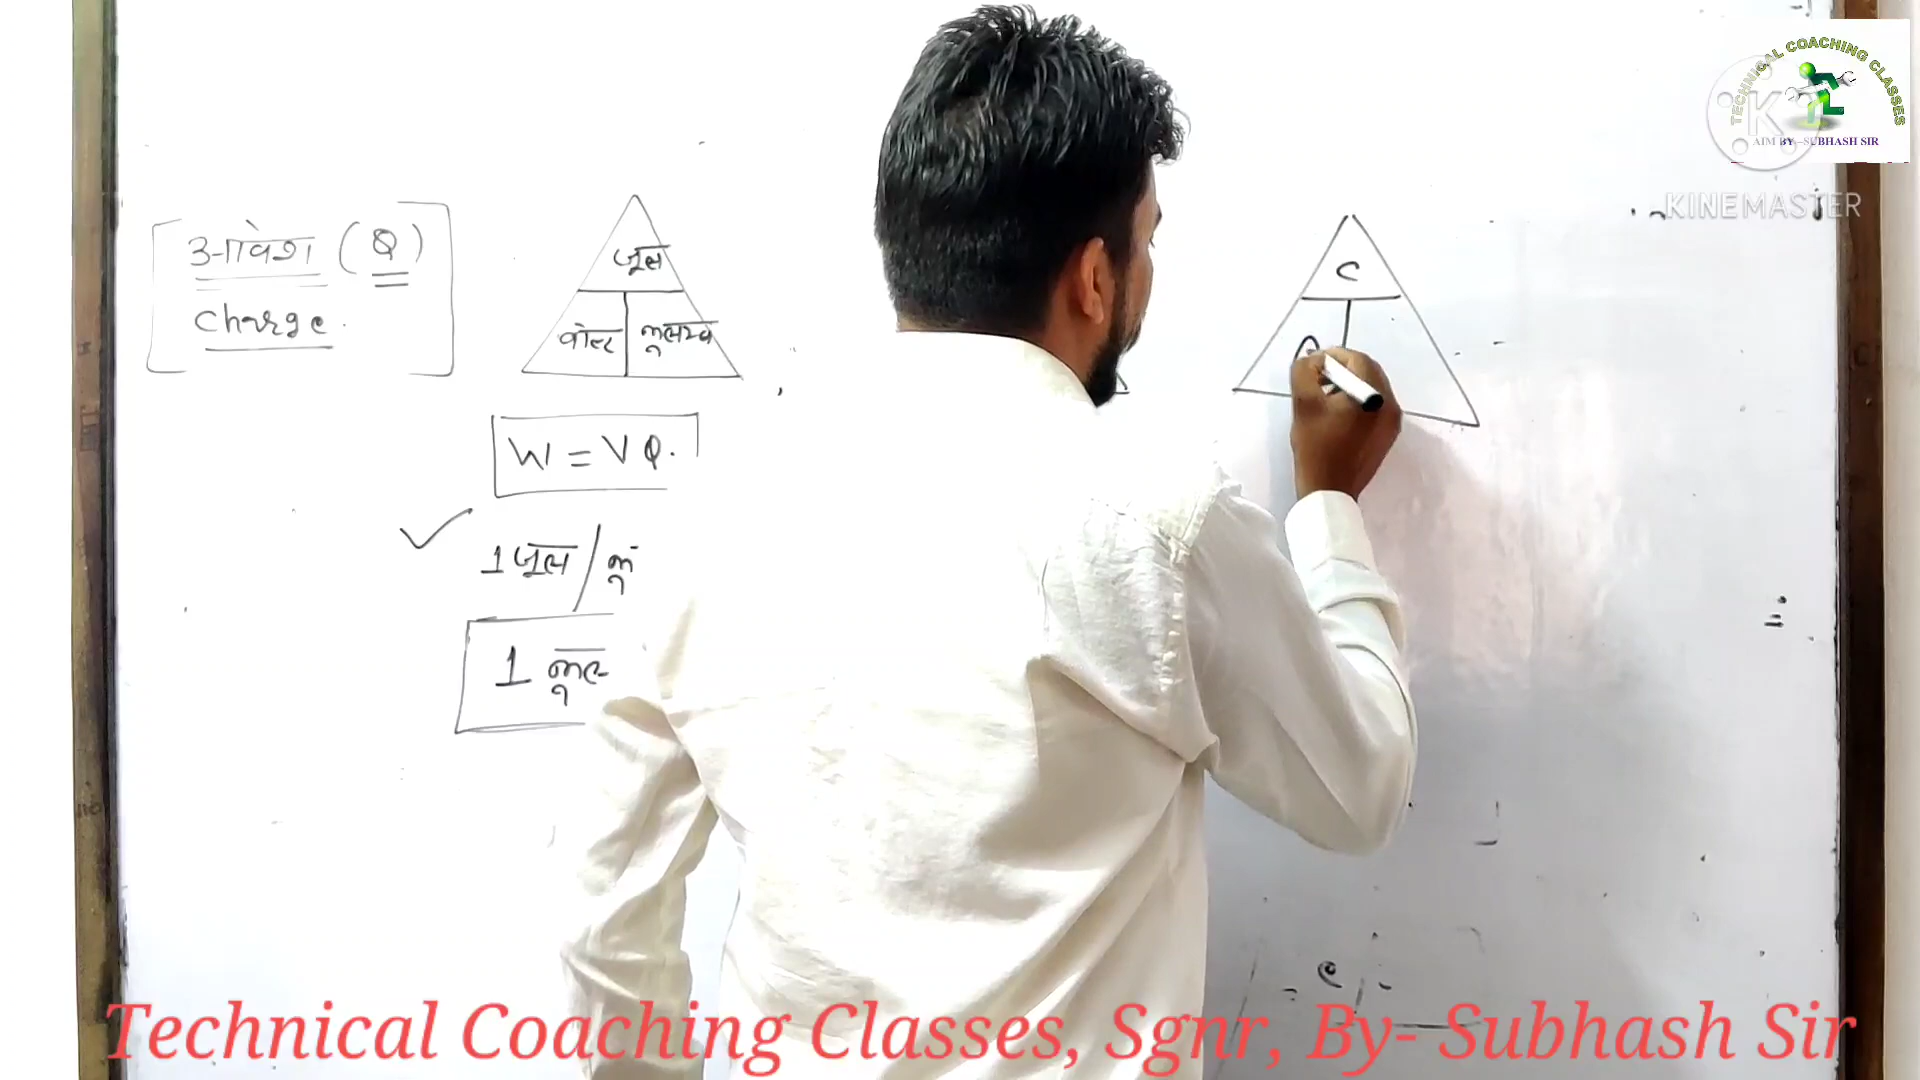 आवेश (Q)
Charge.
जूल
वोल्ट कूलम्ब
W = VQ.
1 जूल / कू
1 कूल
C
TECHNICAL COACHING CLASSES
AIM BY - SUBHASH SIR
KINEMASTER
Technical Coaching Classes, Sgnr, By- Subhash Sir